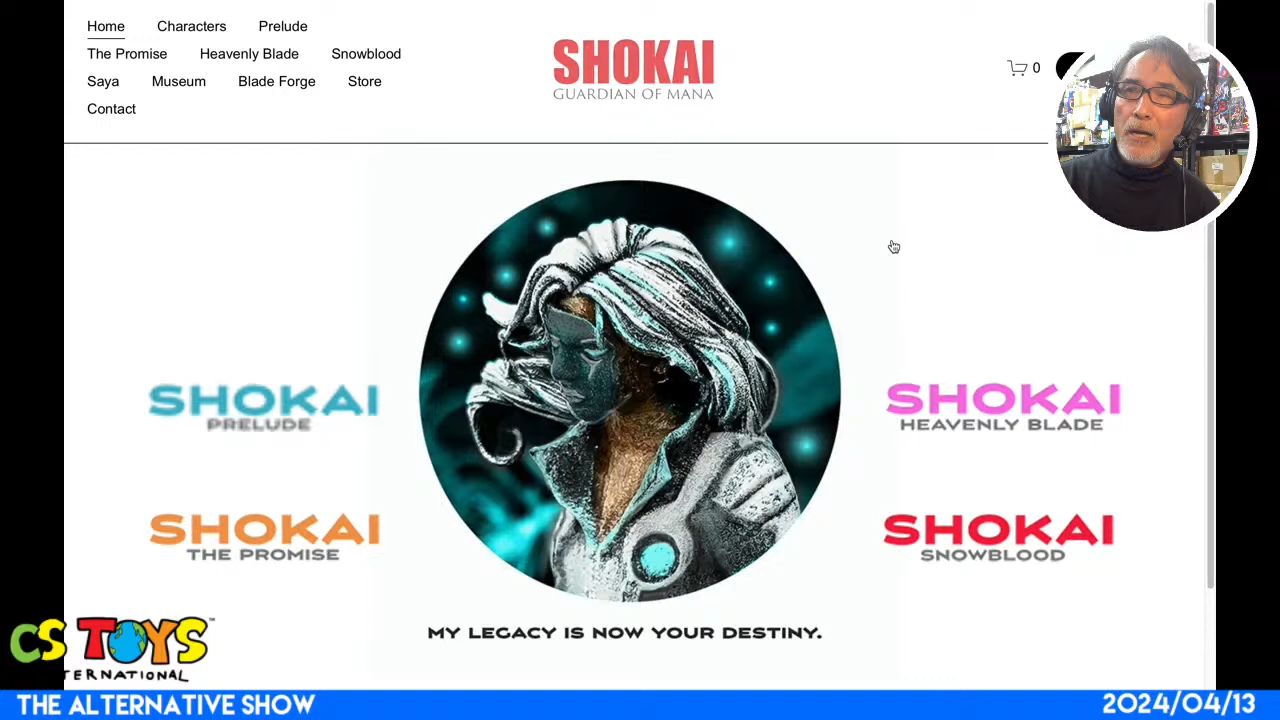 Home Characters Prelude
The Promise Heavenly Blade Snowblood
Saya Museum Blade Forge Store
Contact
SHOKAI
GUARDIAN OF MANA
0
SHOKAI
PRELUDE
SHOKAI
HEAVENLY BLADE
SHOKAI
THE PROMISE
SHOKAI
SNOWBLOOD
MY LEGACY IS NOW YOUR DESTINY.
CS TOYS™
TERNATIONAL
THE ALTERNATIVE SHOW
2024/04/13